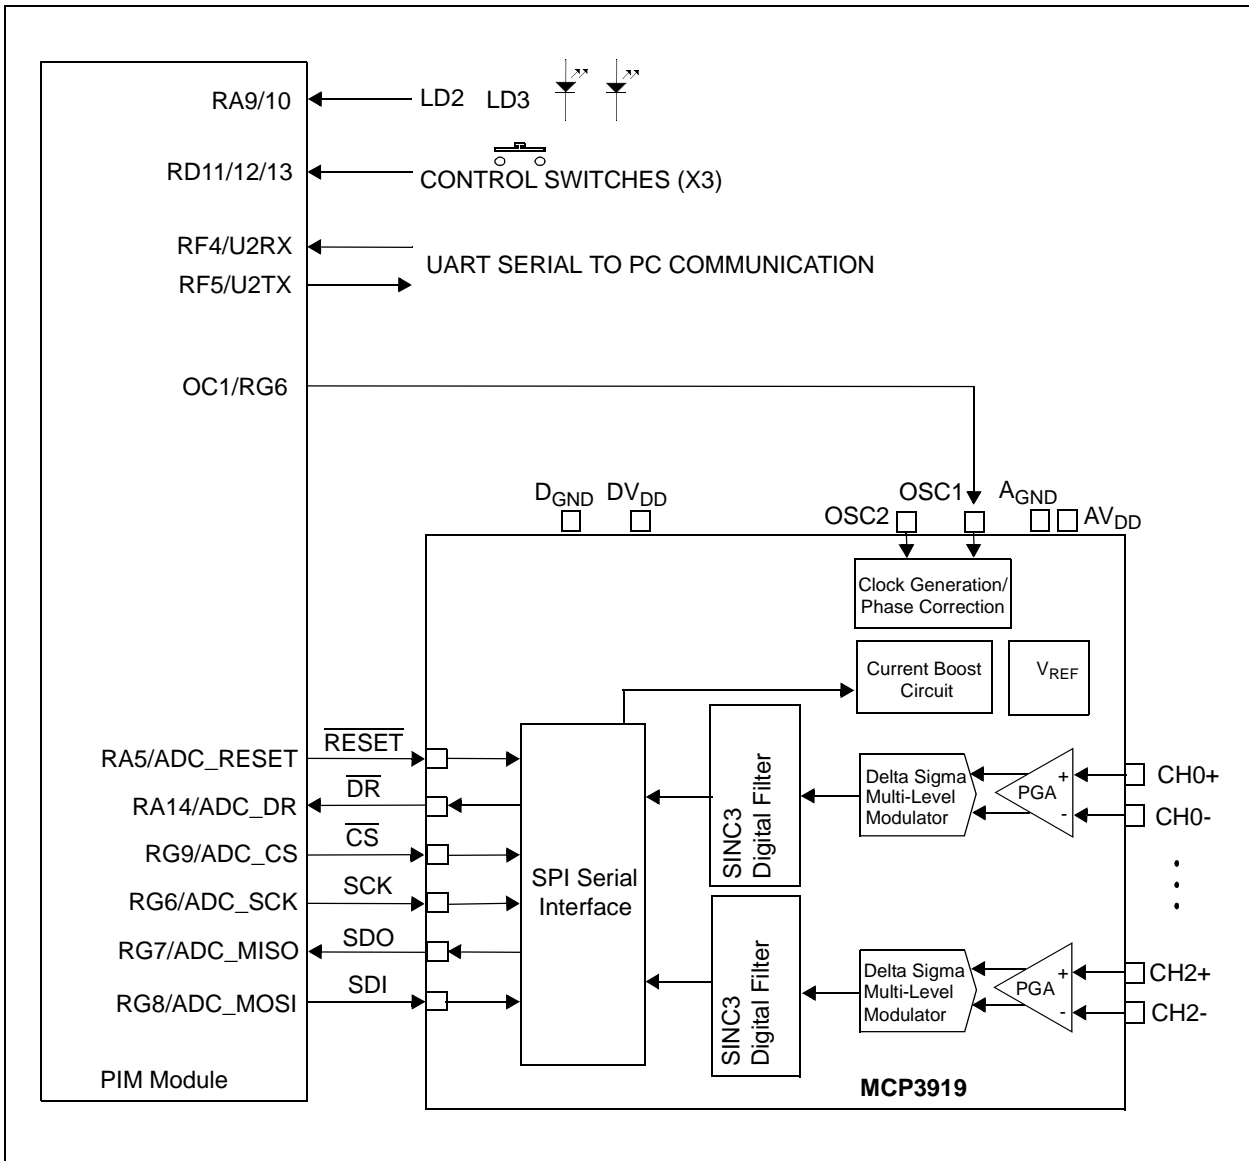 RA9/10
LD2 LD3
RD11/12/13
CONTROL SWITCHES (X3)
RF4/U2RX
UART SERIAL TO PC COMMUNICATION
RF5/U2TX
OC1/RG6
DGND
DVDD
OSC2
OSC1
AGND
AVDD
Clock Generation/
Phase Correction
Current Boost
Circuit
VREF
RA5/ADC_RESET
RESET
RA14/ADC_DR
DR
RG9/ADC_CS
CS
RG6/ADC_SCK
SCK
RG7/ADC_MISO
SDO
RG8/ADC_MOSI
SDI
PIM Module
SPI Serial
Interface
SINC3
Digital Filter
Delta Sigma
Multi-Level
Modulator
PGA
+
-
CH0+
CH0-
SINC3
Digital Filter
Delta Sigma
Multi-Level
Modulator
PGA
+
-
CH2+
CH2-
MCP3919